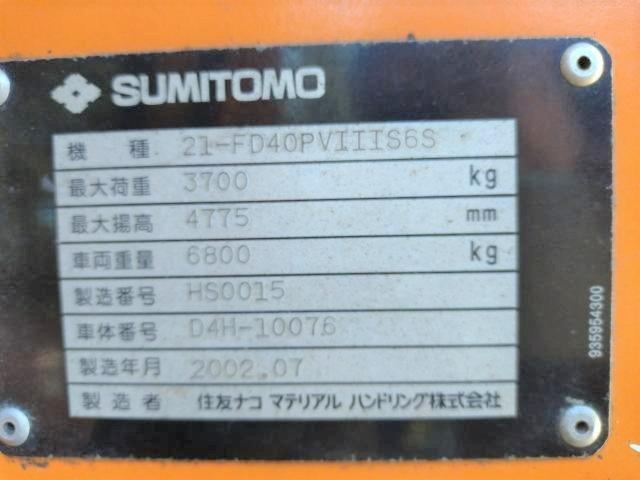 SUMITOMO
機種 21-FD40PVIIIS6S
最大荷重 3700 kg
最大揚高 4775 mm
車両重量 6800 kg
製造番号 HS0015
車体番号 D4H-10076
製造年月 2002.07
製造者 住友ナコ マテリアル ハンドリング株式会社
935954300